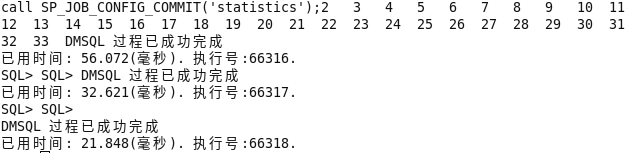 call SP_JOB_CONFIG_COMMIT('statistics');2   3   4   5   6   7   8   9   10  11
12  13  14  15  16  17  18  19  20  21  22  23  24  25  26  27  28  29  30  31
32  33  DMSQL 过程已成功完成
已用时间: 56.072(毫秒). 执行号:66316.
SQL> SQL> DMSQL 过程已成功完成
已用时间: 32.621(毫秒). 执行号:66317.
SQL> SQL>
DMSQL 过程已成功完成
已用时间: 21.848(毫秒). 执行号:66318.